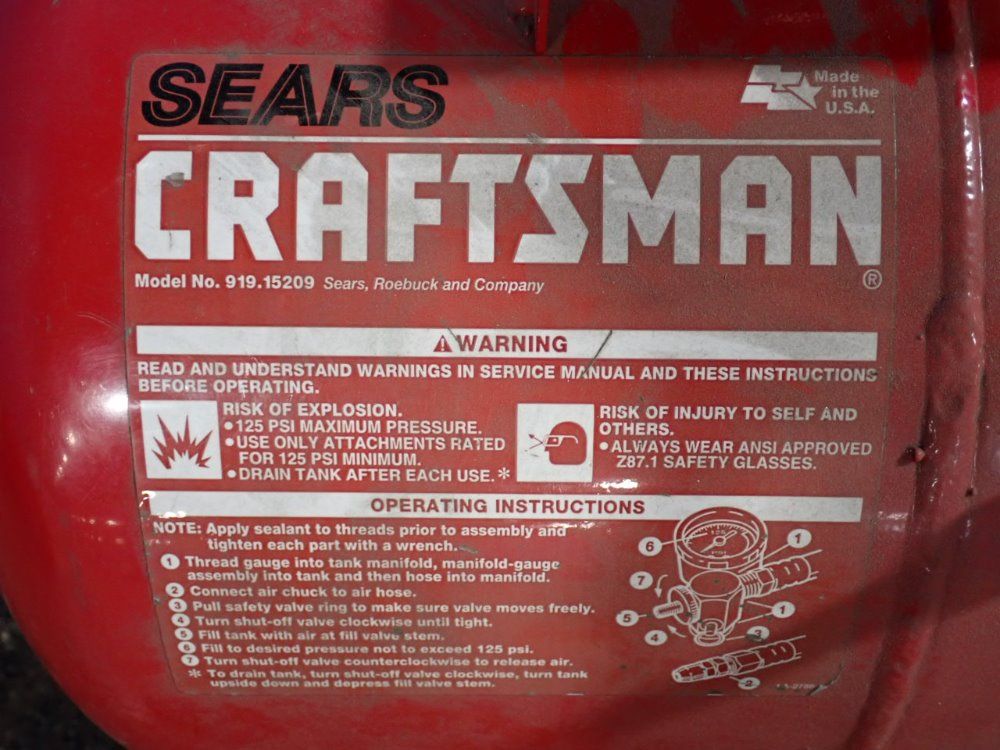 SEARS
Made
in the
U.S.A.
CRAFTSMAN
®
Model No. 919.15209 Sears, Roebuck and Company
⚠WARNING
READ AND UNDERSTAND WARNINGS IN SERVICE MANUAL AND THESE INSTRUCTIONS
BEFORE OPERATING.
RISK OF EXPLOSION.
•125 PSI MAXIMUM PRESSURE.
•USE ONLY ATTACHMENTS RATED
FOR 125 PSI MINIMUM.
•DRAIN TANK AFTER EACH USE.*
RISK OF INJURY TO SELF AND
OTHERS.
•ALWAYS WEAR ANSI APPROVED
Z87.1 SAFETY GLASSES.
OPERATING INSTRUCTIONS
NOTE: Apply sealant to threads prior to assembly and
tighten each part with a wrench.
1 Thread gauge into tank manifold, manifold-gauge
assembly into tank and then hose into manifold.
2 Connect air chuck to air hose.
3 Pull safety valve ring to make sure valve moves freely.
4 Turn shut-off valve clockwise until tight.
5 Fill tank with air at fill valve stem.
6 Fill to desired pressure not to exceed 125 psi.
7 Turn shut-off valve counterclockwise to release air.
* To drain tank, turn shut-off valve clockwise, turn tank
upside down and depress fill valve stem.
6
1
7
5
1
4
3
2